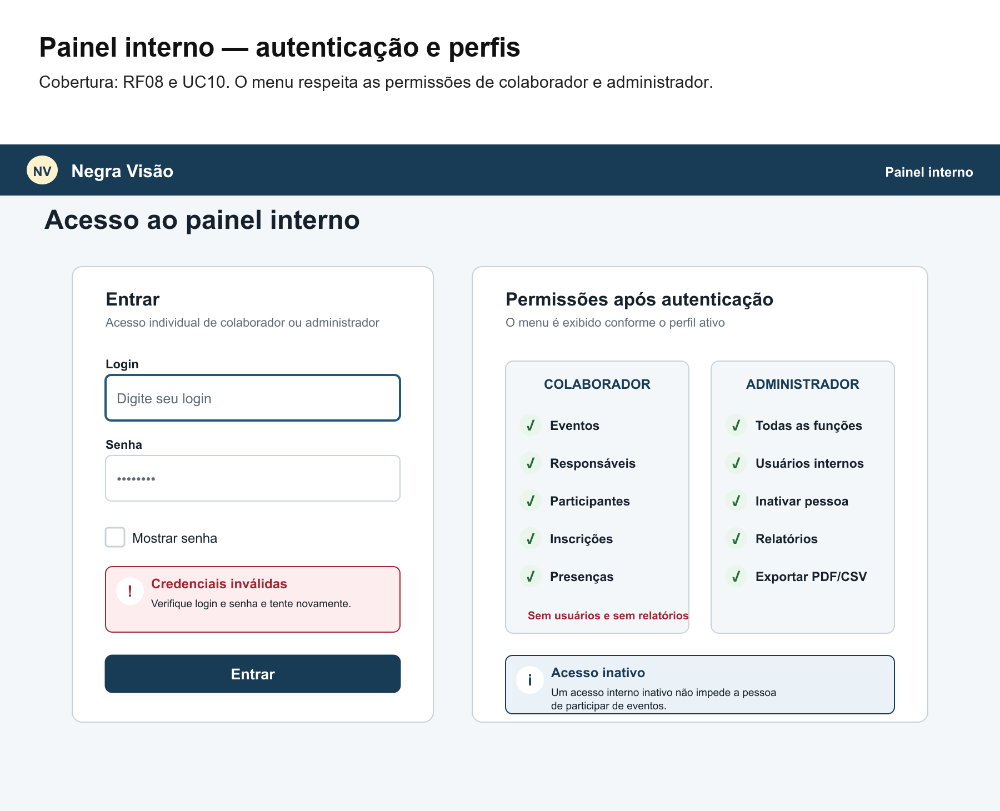 Painel interno — autenticação e perfis
Cobertura: RF08 e UC10. O menu respeita as permissões de colaborador e administrador.
NV
Negra Visão
Painel interno
Acesso ao painel interno
Entrar
Acesso individual de colaborador ou administrador
Login
Digite seu login
Senha
••••••••
Mostrar senha
!
Credenciais inválidas
Verifique login e senha e tente novamente.
Entrar
Permissões após autenticação
O menu é exibido conforme o perfil ativo
COLABORADOR
✓ Eventos
✓ Responsáveis
✓ Participantes
✓ Inscrições
✓ Presenças
Sem usuários e sem relatórios
ADMINISTRADOR
✓ Todas as funções
✓ Usuários internos
✓ Inativar pessoa
✓ Relatórios
✓ Exportar PDF/CSV
i
Acesso inativo
Um acesso interno inativo não impede a pessoa
de participar de eventos.